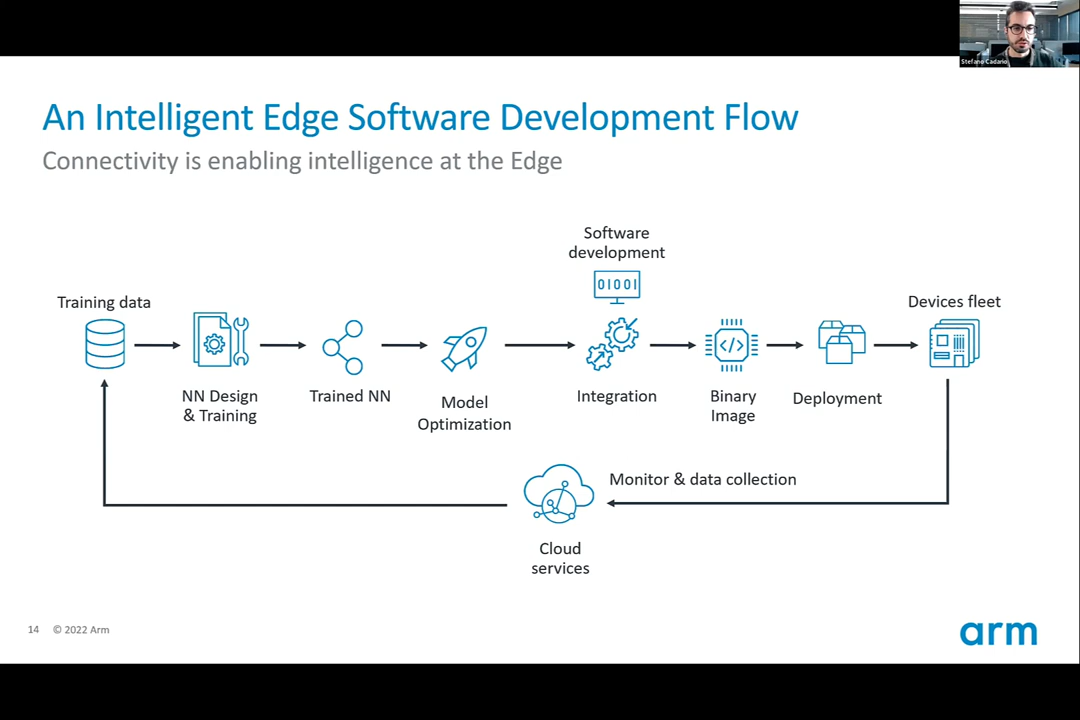 Stefano Cadario
An Intelligent Edge Software Development Flow
Connectivity is enabling intelligence at the Edge
Software
development
01001
Training data
Devices fleet
</>
NN Design
& Training
Trained NN
Model
Optimization
Integration
Binary
Image
Deployment
Monitor & data collection
Cloud
services
14 © 2022 Arm
arm